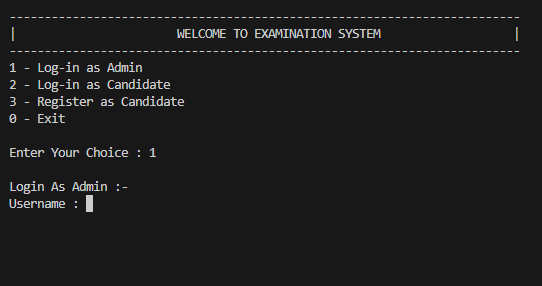 -------------------------------------------------------------------------
| WELCOME TO EXAMINATION SYSTEM |
-------------------------------------------------------------------------
1 - Log-in as Admin
2 - Log-in as Candidate
3 - Register as Candidate
0 - Exit
Enter Your Choice : 1
Login As Admin :-
Username :